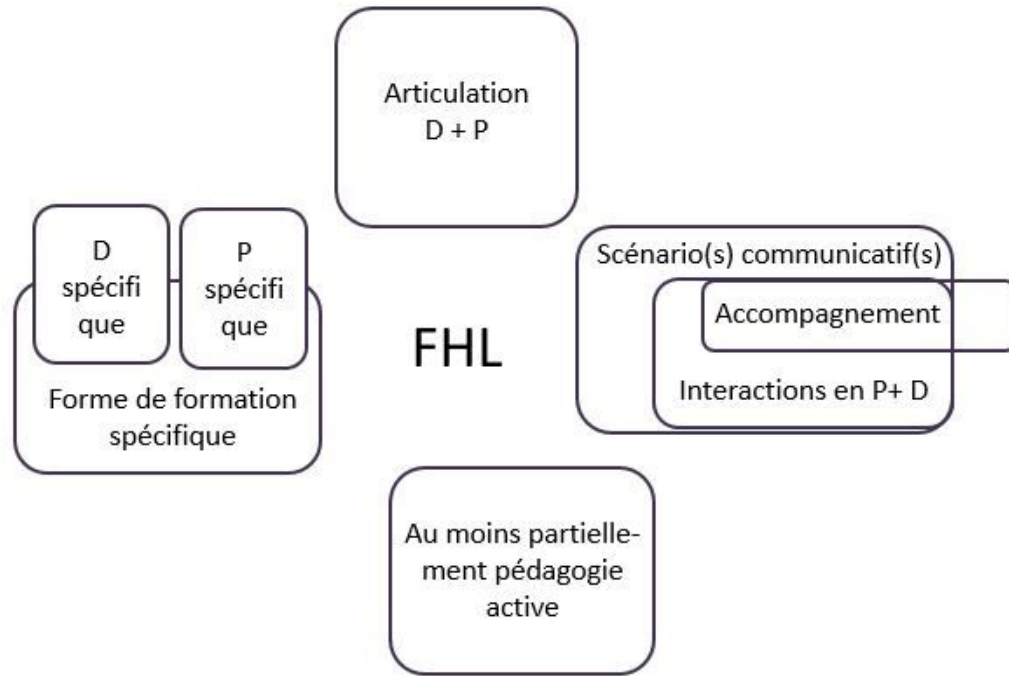 Articulation
D + P
D
spécifi
que
P
spécifi
que
Forme de formation
spécifique
FHL
Scénario(s) communicatif(s)
Accompagnement
Interactions en P+ D
Au moins partielle-
ment pédagogie
active